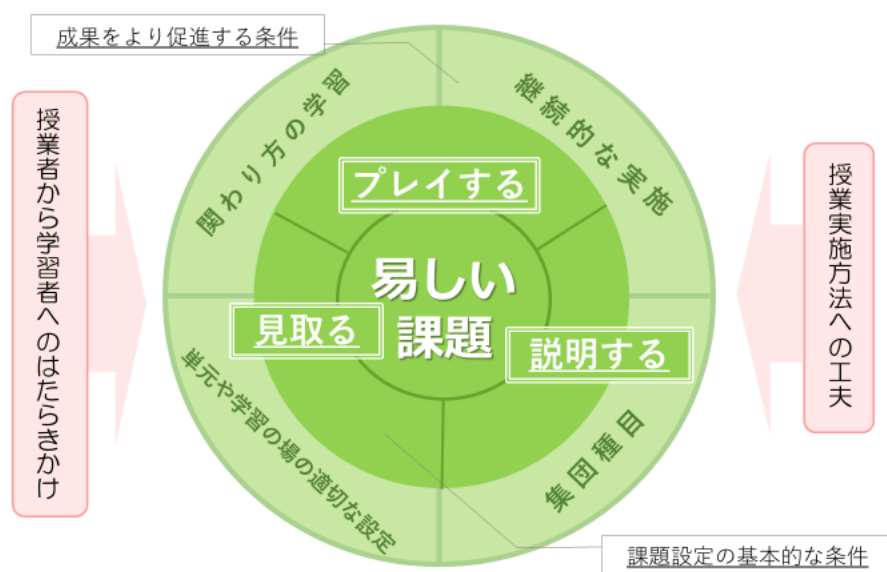 成果をより促進する条件
関わり方の学習
継続的な実施
授業者から学習者へのはたらきかけ
授業実施方法への工夫
プレイする
易しい
課題
見取る
説明する
単元や学習の場の適切な設定
集団種目
課題設定の基本的な条件